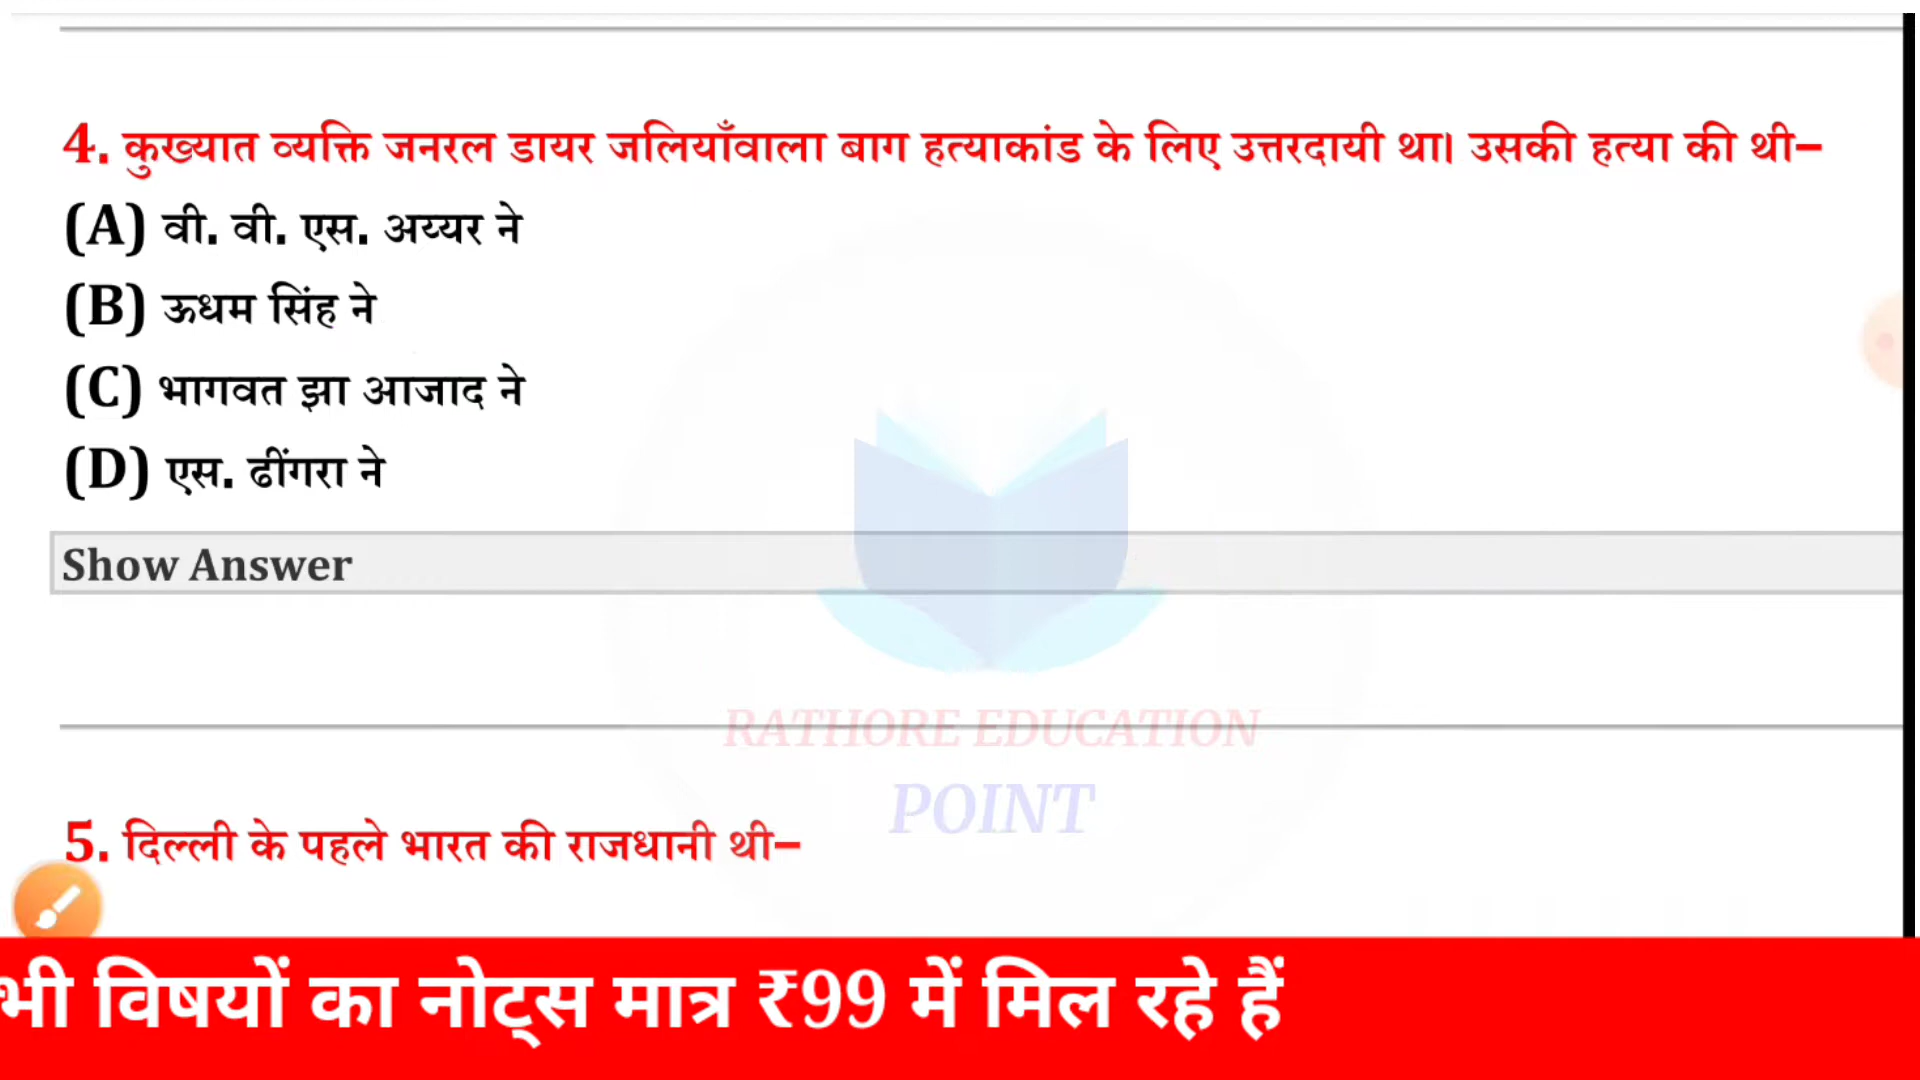 4. कुख्यात व्यक्ति जनरल डायर जलियाँवाला बाग हत्याकांड के लिए उत्तरदायी था। उसकी हत्या की थी–
(A) वी. वी. एस. अय्यर ने
(B) ऊधम सिंह ने
(C) भागवत झा आजाद ने
(D) एस. ढींगरा ने
Show Answer
RATHORE EDUCATION
POINT
5. दिल्ली के पहले भारत की राजधानी थी–
भी विषयों का नोट्स मात्र ₹99 में मिल रहे हैं